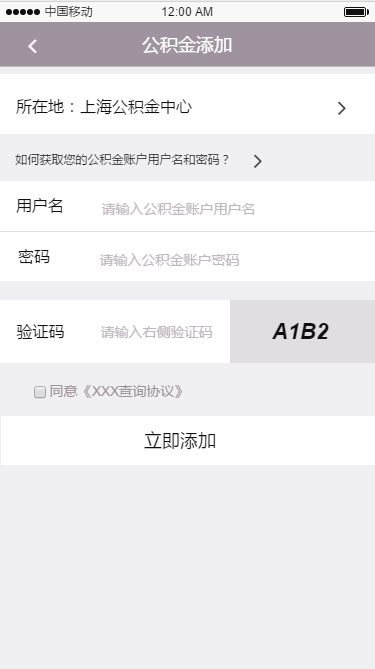 中国移动 12:00 AM
公积金添加
所在地：上海公积金中心
如何获取您的公积金账户用户名和密码？
用户名 请输入公积金账户用户名
密码 请输入公积金账户密码
验证码 请输入右侧验证码 A1B2
同意《XXX查询协议》
立即添加